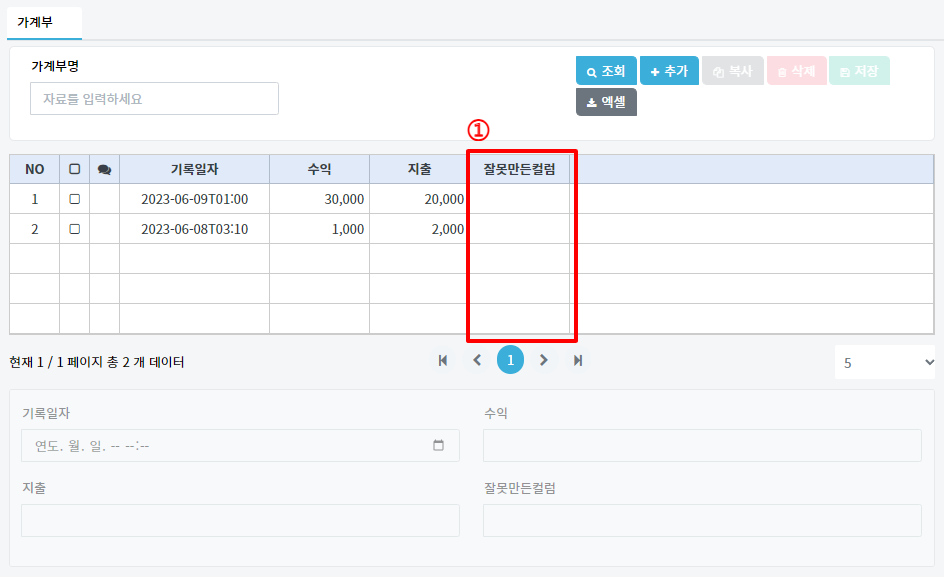 가계부
가계부명
자료를 입력하세요
조회 추가 복사 삭제 저장
엑셀
①
NO 기록일자 수익 지출 잘못만든컬럼
1 2023-06-09T01:00 30,000 20,000
2 2023-06-08T03:10 1,000 2,000
현재 1 / 1 페이지 총 2 개 데이터
1
5
기록일자 수익
연도. 월. 일. -- --:--
지출 잘못만든컬럼